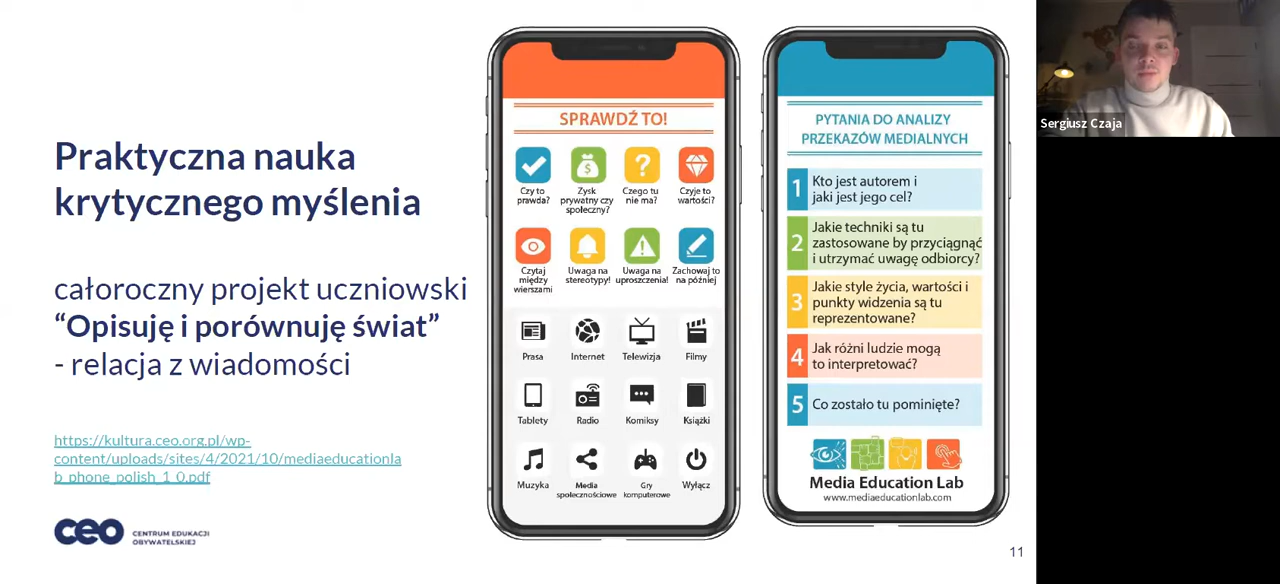 Praktyczna nauka
krytycznego myślenia
całoroczny projekt uczniowski
“Opisuję i porównuję świat”
- relacja z wiadomości
https://kultura.ceo.org.pl/wp-
content/uploads/sites/4/2021/10/mediaeducationla
b_phone_polish_1_0.pdf
ceo CENTRUM EDUKACJI
OBYWATELSKIEJ
SPRAWDŹ TO!
Czy to
prawda?
Zysk
prywatny czy
społeczny?
Czego tu
nie ma?
Czyje to
wartości?
Czytaj
między
wierszami
Uwaga na
stereotypy!
Uwaga na
uproszczenia!
Zachowaj to
na później
Prasa
Internet
Telewizja
Filmy
Tablety
Radio
Komiksy
Książki
Muzyka
Media
społecznościowe
Gry
komputerowe
Wyłącz
PYTANIA DO ANALIZY
PRZEKAZÓW MEDIALNYCH
1 Kto jest autorem i
jaki jest jego cel?
2 Jakie techniki są tu
zastosowane by przyciągnąć
i utrzymać uwagę odbiorcy?
3 Jakie style życia, wartości i
punkty widzenia są tu
reprezentowane?
4 Jak różni ludzie mogą
to interpretować?
5 Co zostało tu pominięte?
Media Education Lab
www.mediaeducationlab.com
11
Sergiusz Czaja